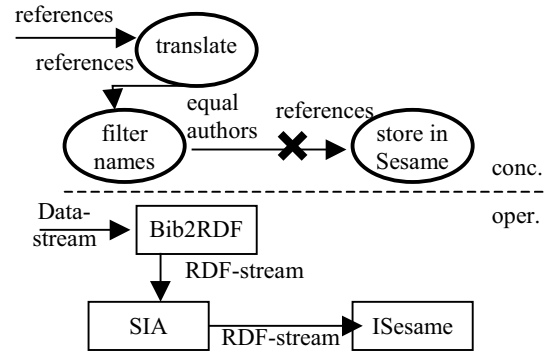 references
translate
references
equal
authors
references
filter
names
store in
Sesame
conc.
oper.
Data-
stream
Bib2RDF
RDF-stream
SIA
RDF-stream
ISesame